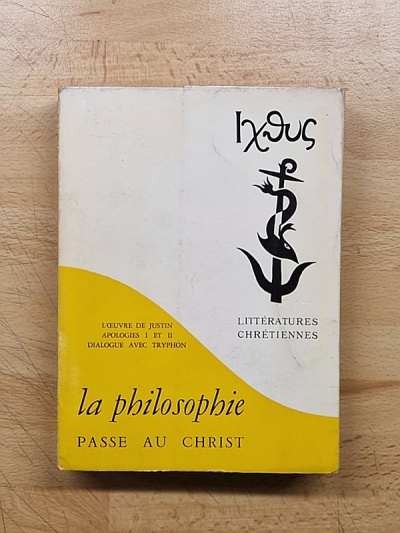 Ιχθυς
LITTÉRATURES
CHRÉTIENNES
L'ŒUVRE DE JUSTIN
APOLOGIES I ET II
DIALOGUE AVEC TRYPHON
la philosophie
PASSE AU CHRIST